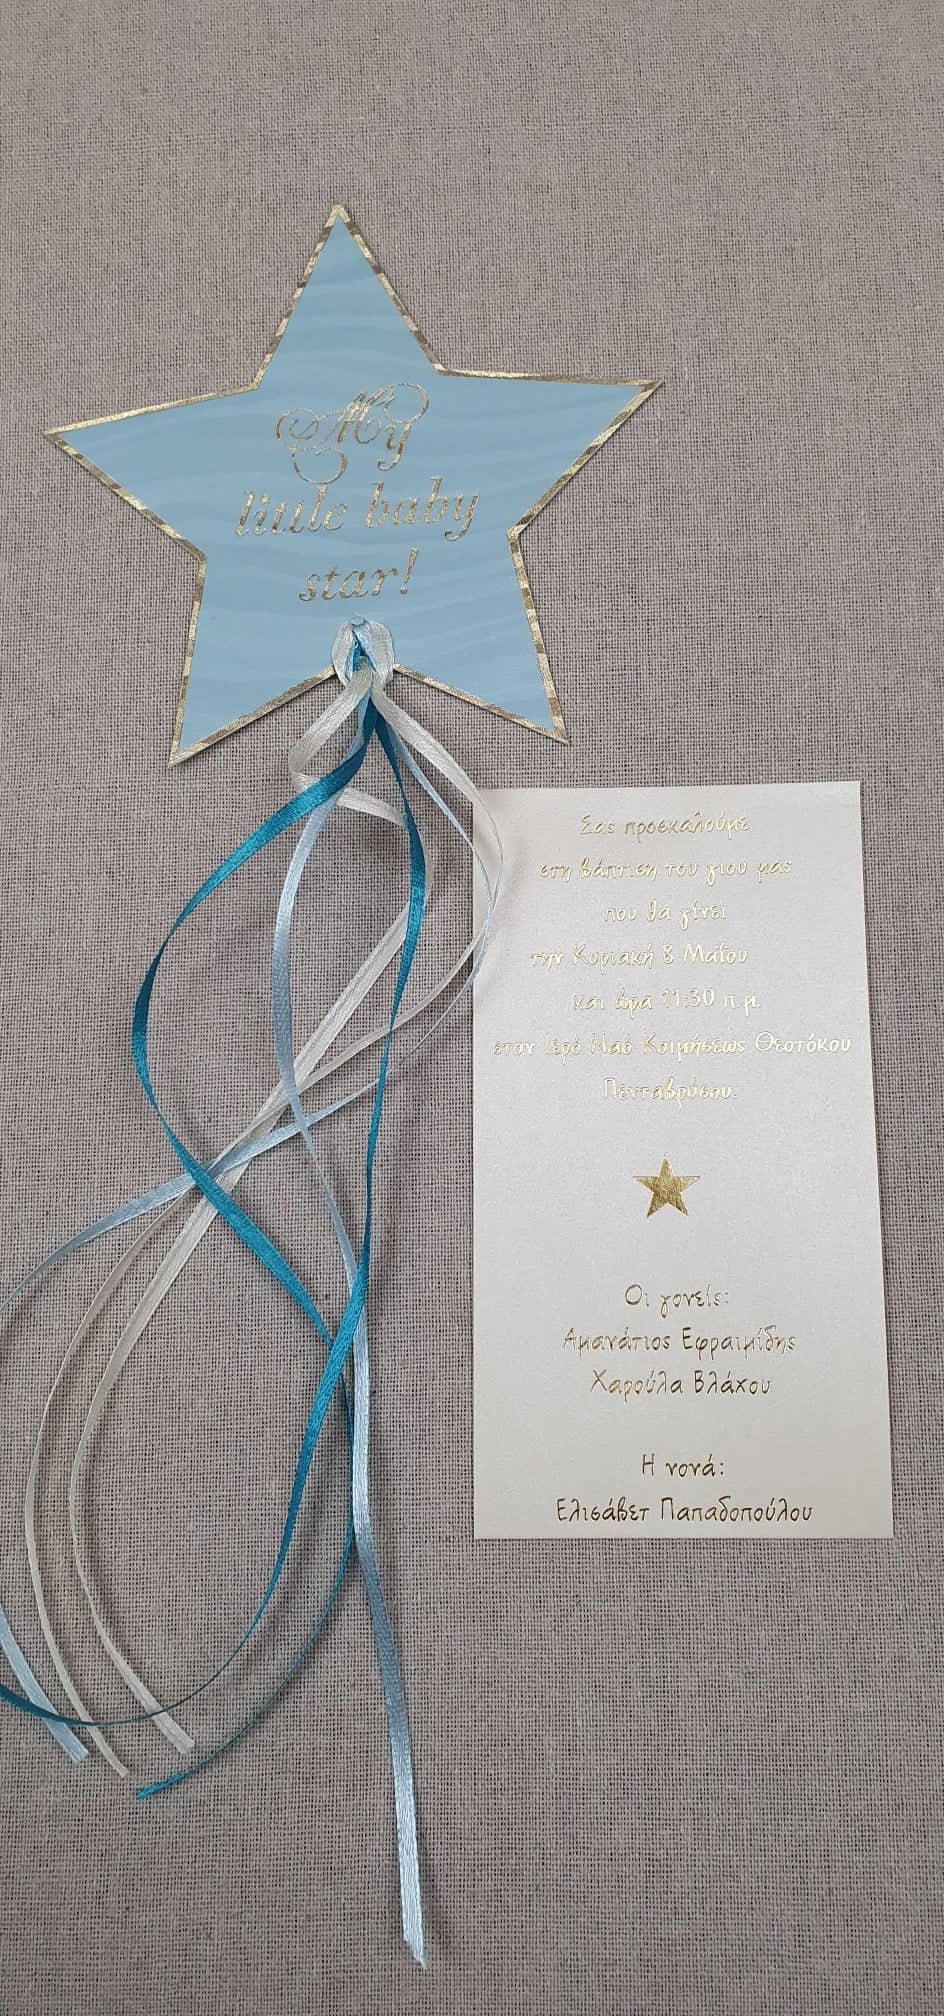 My
little baby
star!
Σας προσκαλούμε
στη βάπτιση του γιου μας
που θα γίνει
την Κυριακή 8 Μαΐου
και ώρα 11:30 π.μ.
στον Ιερό Ναό Κοιμήσεως Θεοτόκου
Πενταβρύσου.
Οι γονείς:
Αμανάτιος Εφραιμίδης
Χαρούλα Βλάχου
Η νονά:
Ελισάβετ Παπαδοπούλου